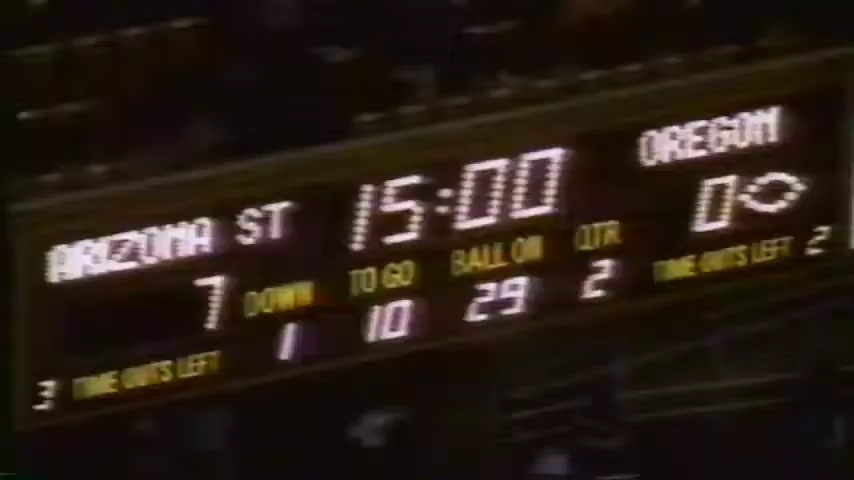 ARIZONA ST 15:00 OREGON
7 DOWN TO GO BALL ON QTR 0
1 10 29 2
3 TIME OUTS LEFT TIME OUTS LEFT 2